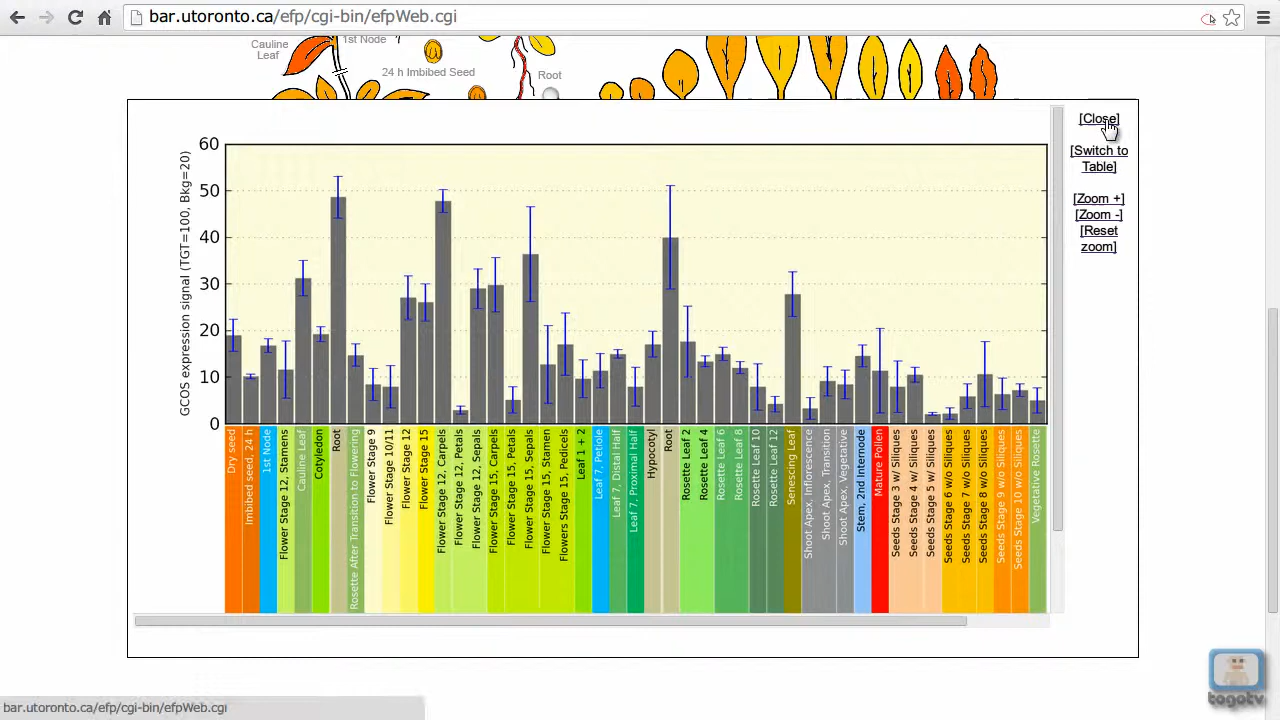 bar.utoronto.ca/efp/cgi-bin/efpWeb.cgi
Cauline
Leaf
1st Node
24 h Imbibed Seed
Root
[Close]
[Switch to
Table]
[Zoom +]
[Zoom -]
[Reset
zoom]
GCOS expression signal (TGT=100, Bkg=20)
60
50
40
30
20
10
0
Dry seed
Imbibed seed, 24 h
1st Node
Flower Stage 12, Stamens
Cauline Leaf
Cotyledon
Root
Rosette After Transition to Flowering
Flower Stage 9
Flower Stage 10/11
Flower Stage 12
Flower Stage 15
Flower Stage 12, Carpels
Flower Stage 12, Petals
Flower Stage 12, Sepals
Flower Stage 15, Carpels
Flower Stage 15, Petals
Flower Stage 15, Sepals
Flower Stage 15, Stamen
Flowers Stage 15, Pedicels
Leaf 1 + 2
Leaf 7, Petiole
Leaf 7, Distal Half
Leaf 7, Proximal Half
Hypocotyl
Root
Rosette Leaf 2
Rosette Leaf 4
Rosette Leaf 6
Rosette Leaf 8
Rosette Leaf 10
Rosette Leaf 12
Senescing Leaf
Shoot Apex, Inflorescence
Shoot Apex, Transition
Shoot Apex, Vegetative
Stem, 2nd Internode
Mature Pollen
Seeds Stage 3 w/ Siliques
Seeds Stage 4 w/ Siliques
Seeds Stage 5 w/ Siliques
Seeds Stage 6 w/o Siliques
Seeds Stage 7 w/o Siliques
Seeds Stage 8 w/o Siliques
Seeds Stage 9 w/o Siliques
Seeds Stage 10 w/o Siliques
Vegetative Rosette
bar.utoronto.ca/efp/cgi-bin/efpWeb.cgi
togotv